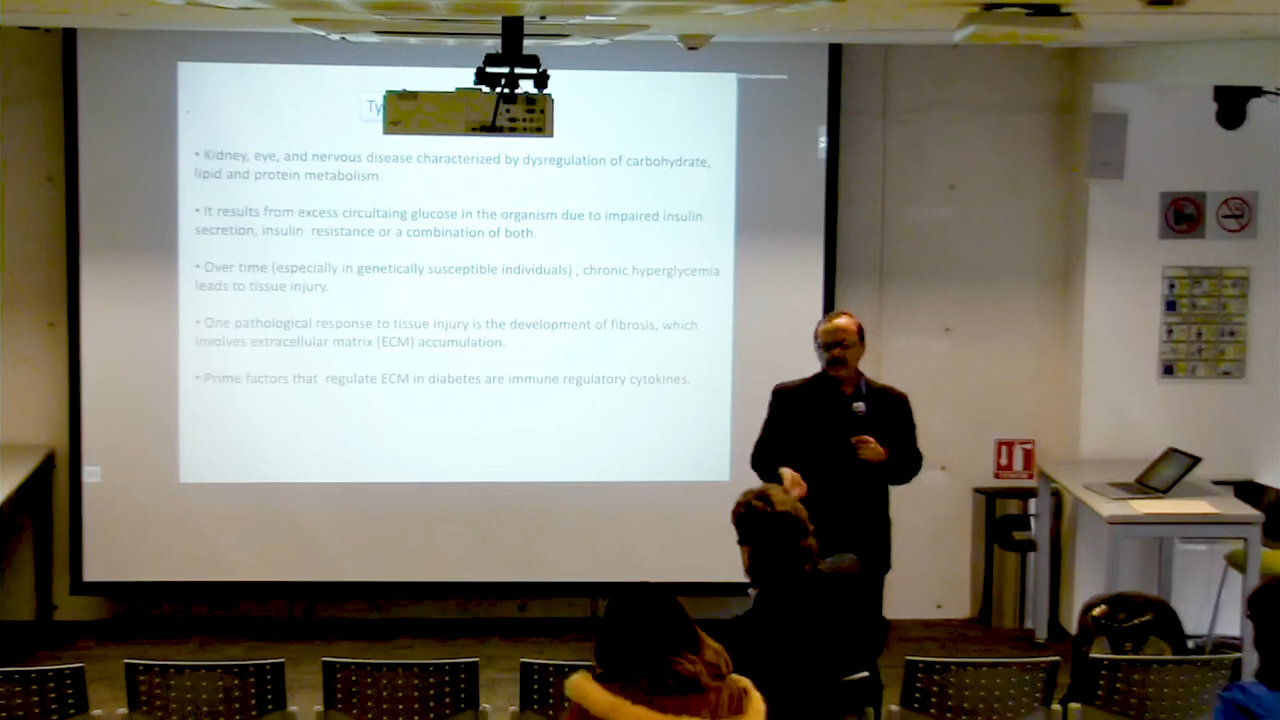 Ty
• Kidney, eye, and nervous disease characterized by dysregulation of carbohydrate,
lipid and protein metabolism
• It results from excess circultaing glucose in the organism due to impaired insulin
secretion, insulin resistance or a combination of both.
• Over time (especially in genetically susceptible individuals) , chronic hyperglycemia
leads to tissue injury.
• One pathological response to tissue injury is the development of fibrosis, which
involves extracellular matrix (ECM) accumulation.
• Prime factors that regulate ECM in diabetes are immune regulatory cytokines.